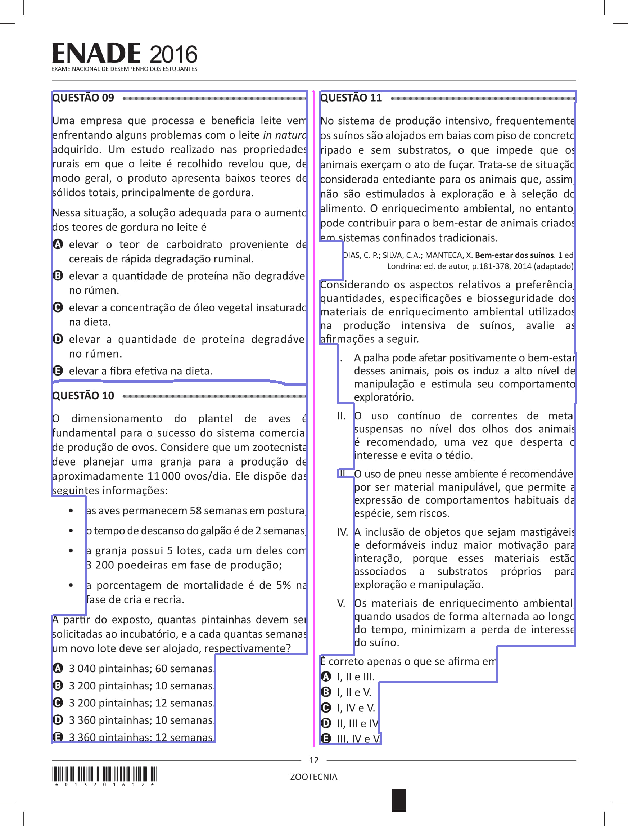 ENADE 2016
EXAME NACIONAL DE DESEMPENHO DOS ESTUDANTES
QUESTÃO 09
Uma empresa que processa e beneficia leite vem
enfrentando alguns problemas com o leite in natura
adquirido. Um estudo realizado nas propriedades
rurais em que o leite é recolhido revelou que, de
modo geral, o produto apresenta baixos teores de
sólidos totais, principalmente de gordura.
Nessa situação, a solução adequada para o aumento
dos teores de gordura no leite é
A elevar o teor de carboidrato proveniente de
cereais de rápida degradação ruminal.
B elevar a quantidade de proteína não degradável
no rúmen.
C elevar a concentração de óleo vegetal insaturado
na dieta.
D elevar a quantidade de proteína degradável
no rúmen.
E elevar a fibra efetiva na dieta.
QUESTÃO 10
O dimensionamento do plantel de aves é
fundamental para o sucesso do sistema comercial
de produção de ovos. Considere que um zootecnista
deve planejar uma granja para a produção de
aproximadamente 11 000 ovos/dia. Ele dispõe das
seguintes informações:
• as aves permanecem 58 semanas em postura;
• o tempo de descanso do galpão é de 2 semanas;
• a granja possui 5 lotes, cada um deles com
3 200 poedeiras em fase de produção;
• a porcentagem de mortalidade é de 5% na
fase de cria e recria.
A partir do exposto, quantas pintainhas devem ser
solicitadas ao incubatório, e a cada quantas semanas
um novo lote deve ser alojado, respectivamente?
A 3 040 pintainhas; 60 semanas.
B 3 200 pintainhas; 10 semanas.
C 3 200 pintainhas; 12 semanas.
D 3 360 pintainhas; 10 semanas.
E 3 360 pintainhas; 12 semanas.
QUESTÃO 11
No sistema de produção intensivo, frequentemente
os suínos são alojados em baias com piso de concreto
ripado e sem substratos, o que impede que os
animais exerçam o ato de fuçar. Trata-se de situação
considerada entediante para os animais que, assim,
não são estimulados à exploração e à seleção do
alimento. O enriquecimento ambiental, no entanto,
pode contribuir para o bem-estar de animais criados
em sistemas confinados tradicionais.
DIAS, C. P.; SILVA, C.A.; MANTECA, X. Bem-estar dos suínos. 1 ed
Londrina: ed. de autor, p.181-378, 2014 (adaptado)
Considerando os aspectos relativos a preferência,
quantidades, especificações e biosseguridade dos
materiais de enriquecimento ambiental utilizados
na produção intensiva de suínos, avalie as
afirmações a seguir.
I. A palha pode afetar positivamente o bem-estar
desses animais, pois os induz a alto nível de
manipulação e estimula seu comportamento
exploratório.
II. O uso contínuo de correntes de metal
suspensas no nível dos olhos dos animais
é recomendado, uma vez que desperta o
interesse e evita o tédio.
III. O uso de pneu nesse ambiente é recomendável
por ser material manipulável, que permite a
expressão de comportamentos habituais da
espécie, sem riscos.
IV. A inclusão de objetos que sejam mastigáveis
e deformáveis induz maior motivação para
interação, porque esses materiais estão
associados a substratos próprios para
exploração e manipulação.
V. Os materiais de enriquecimento ambiental,
quando usados de forma alternada ao longo
do tempo, minimizam a perda de interesse
do suíno.
É correto apenas o que se afirma em
A I, II e III.
B I, II e V.
C I, IV e V.
D II, III e IV.
E III, IV e V.
12
ZOOTECNIA